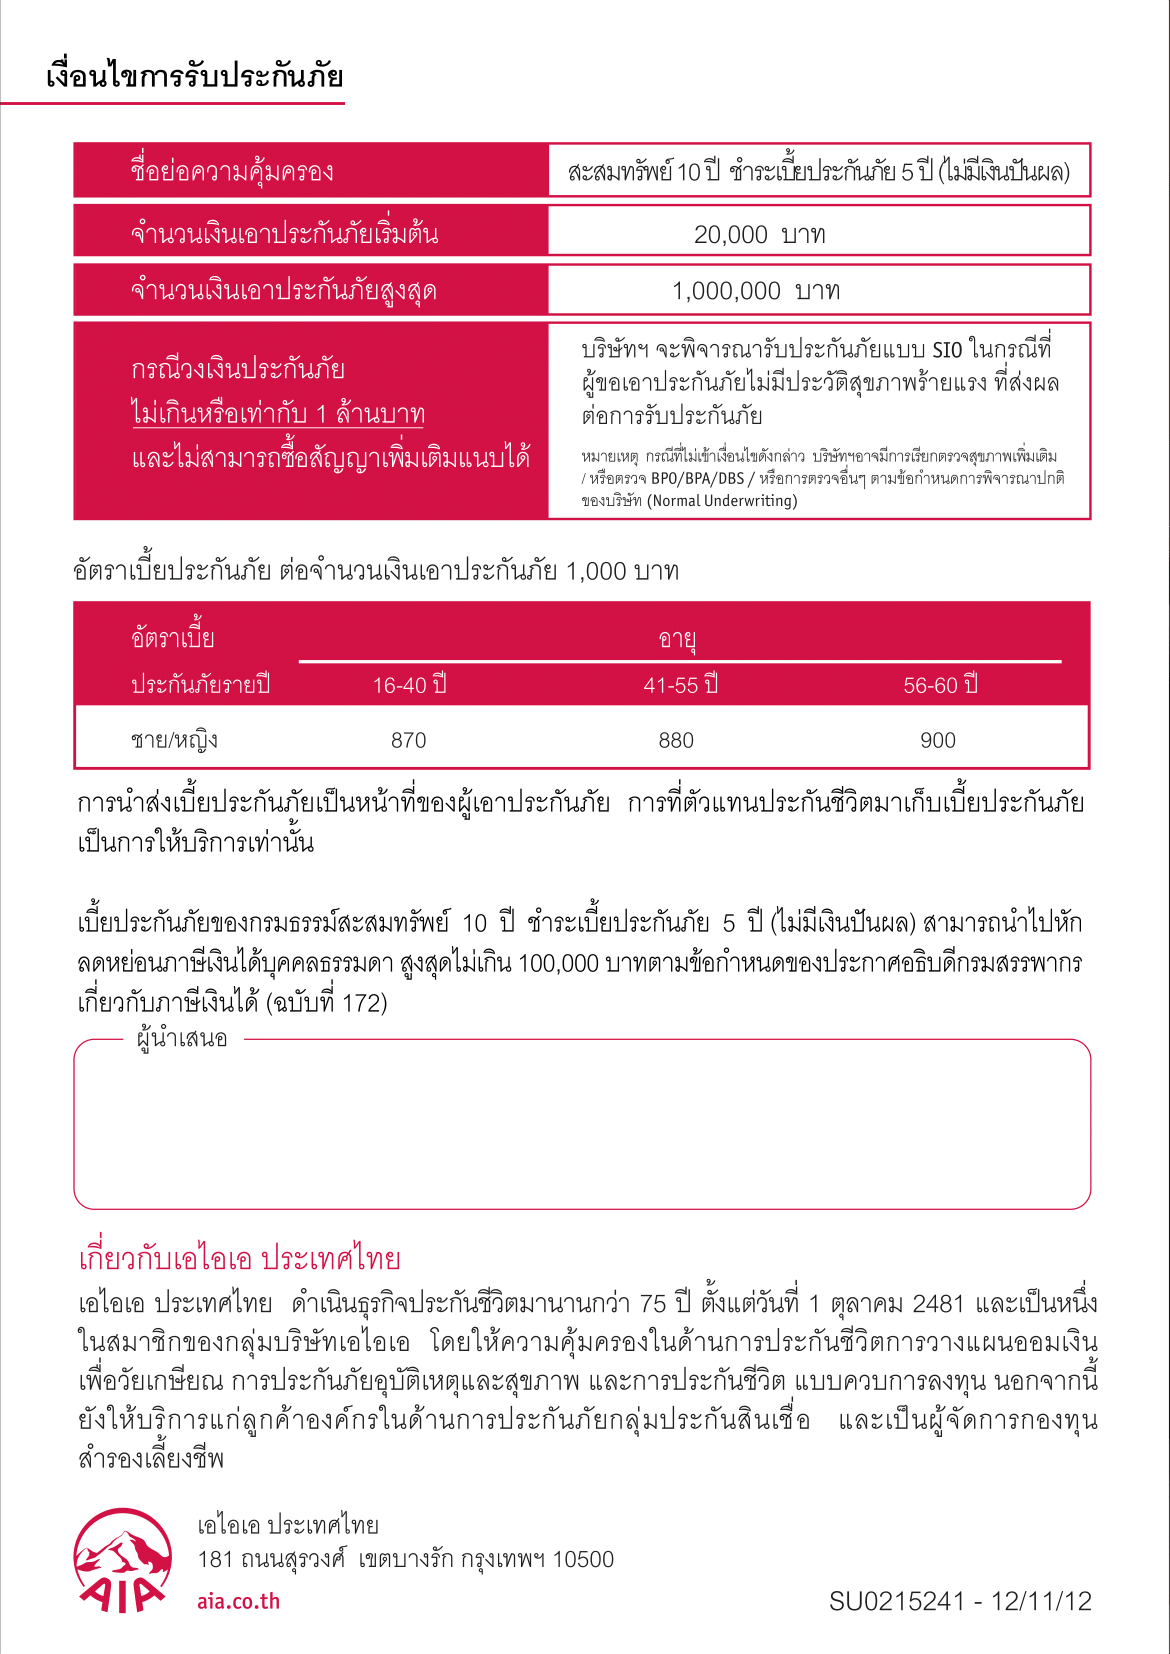 เงื่อนไขการรับประกันภัย
ชื่อย่อความคุ้มครอง สะสมทรัพย์ 10 ปี ชำระเบี้ยประกันภัย 5 ปี (ไม่มีเงินปันผล)
จำนวนเงินเอาประกันภัยเริ่มต้น 20,000 บาท
จำนวนเงินเอาประกันภัยสูงสุด 1,000,000 บาท
กรณีวงเงินประกันภัย
ไม่เกินหรือเท่ากับ 1 ล้านบาท
และไม่สามารถซื้อสัญญาเพิ่มเติมแนบได้
บริษัทฯ จะพิจารณารับประกันภัยแบบ SIO ในกรณีที่
ผู้ขอเอาประกันภัยไม่มีประวัติสุขภาพร้ายแรง ที่ส่งผล
ต่อการรับประกันภัย
หมายเหตุ กรณีที่ไม่เข้าเงื่อนไขดังกล่าว บริษัทฯอาจมีการเรียกตรวจสุขภาพเพิ่มเติม
/ หรือตรวจ BPO/BPA/DBS / หรือการตรวจอื่นๆ ตามข้อกำหนดการพิจารณาปกติ
ของบริษัท (Normal Underwriting)
อัตราเบี้ยประกันภัย ต่อจำนวนเงินเอาประกันภัย 1,000 บาท
อัตราเบี้ย อายุ
ประกันภัยรายปี 16-40 ปี 41-55 ปี 56-60 ปี
ชาย/หญิง 870 880 900
การนำส่งเบี้ยประกันภัยเป็นหน้าที่ของผู้เอาประกันภัย การที่ตัวแทนประกันชีวิตมาเก็บเบี้ยประกันภัย
เป็นการให้บริการเท่านั้น
เบี้ยประกันภัยของกรมธรรม์สะสมทรัพย์ 10 ปี ชำระเบี้ยประกันภัย 5 ปี (ไม่มีเงินปันผล) สามารถนำไปหัก
ลดหย่อนภาษีเงินได้บุคคลธรรมดา สูงสุดไม่เกิน 100,000 บาทตามข้อกำหนดของประกาศอธิบดีกรมสรรพากร
เกี่ยวกับภาษีเงินได้ (ฉบับที่ 172)
ผู้นำเสนอ
เกี่ยวกับเอไอเอ ประเทศไทย
เอไอเอ ประเทศไทย ดำเนินธุรกิจประกันชีวิตมานานกว่า 75 ปี ตั้งแต่วันที่ 1 ตุลาคม 2481 และเป็นหนึ่ง
ในสมาชิกของกลุ่มบริษัทเอไอเอ โดยให้ความคุ้มครองในด้านการประกันชีวิตการวางแผนออมเงิน
เพื่อวัยเกษียณ การประกันภัยอุบัติเหตุและสุขภาพ และการประกันชีวิต แบบควบการลงทุน นอกจากนี้
ยังให้บริการแก่ลูกค้าองค์กรในด้านการประกันภัยกลุ่มประกันสินเชื่อ และเป็นผู้จัดการกองทุน
สำรองเลี้ยงชีพ
AIA
เอไอเอ ประเทศไทย
181 ถนนสุรวงศ์ เขตบางรัก กรุงเทพฯ 10500
aia.co.th
SU0215241 - 12/11/12